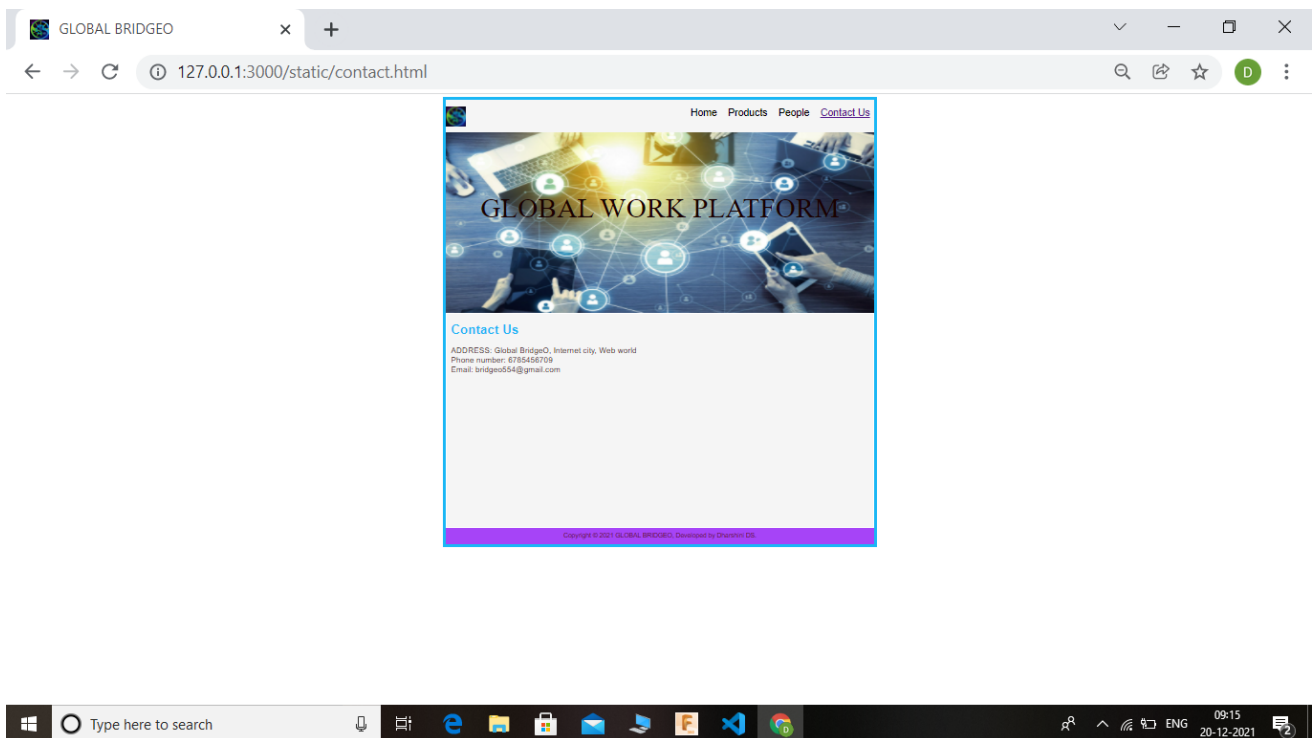 GLOBAL BRIDGEO
127.0.0.1:3000/static/contact.html
D
Home Products People Contact Us
GLOBAL WORK PLATFORM
Contact Us
ADDRESS: Global BridgeO, Internet city, Web world
Phone number: 6785456709
Email: bridgeo554@gmail.com
Copyright © 2021 GLOBAL BRIDGEO, Developed by Dharshini DS.
Type here to search
ENG
09:15
20-12-2021
2